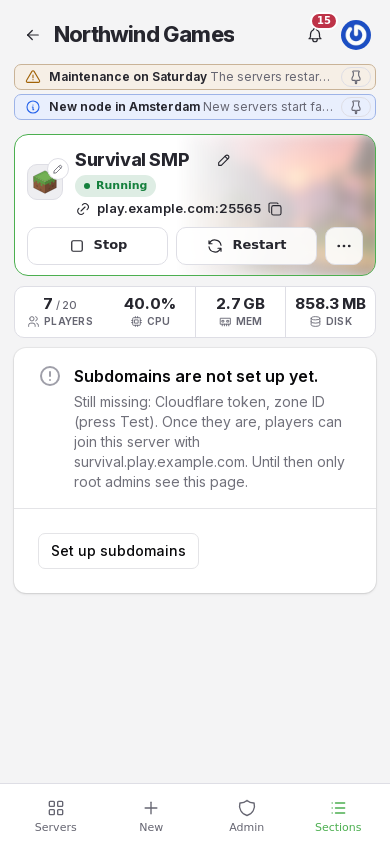 Northwind Games
15
Maintenance on Saturday The servers restar...
New node in Amsterdam New servers start fa...
Survival SMP
Running
play.example.com:25565
Stop
Restart
7 / 20
PLAYERS
40.0%
CPU
2.7 GB
MEM
858.3 MB
DISK
Subdomains are not set up yet.
Still missing: Cloudflare token, zone ID
(press Test). Once they are, players can
join this server with
survival.play.example.com. Until then only
root admins see this page.
Set up subdomains
Servers
New
Admin
Sections